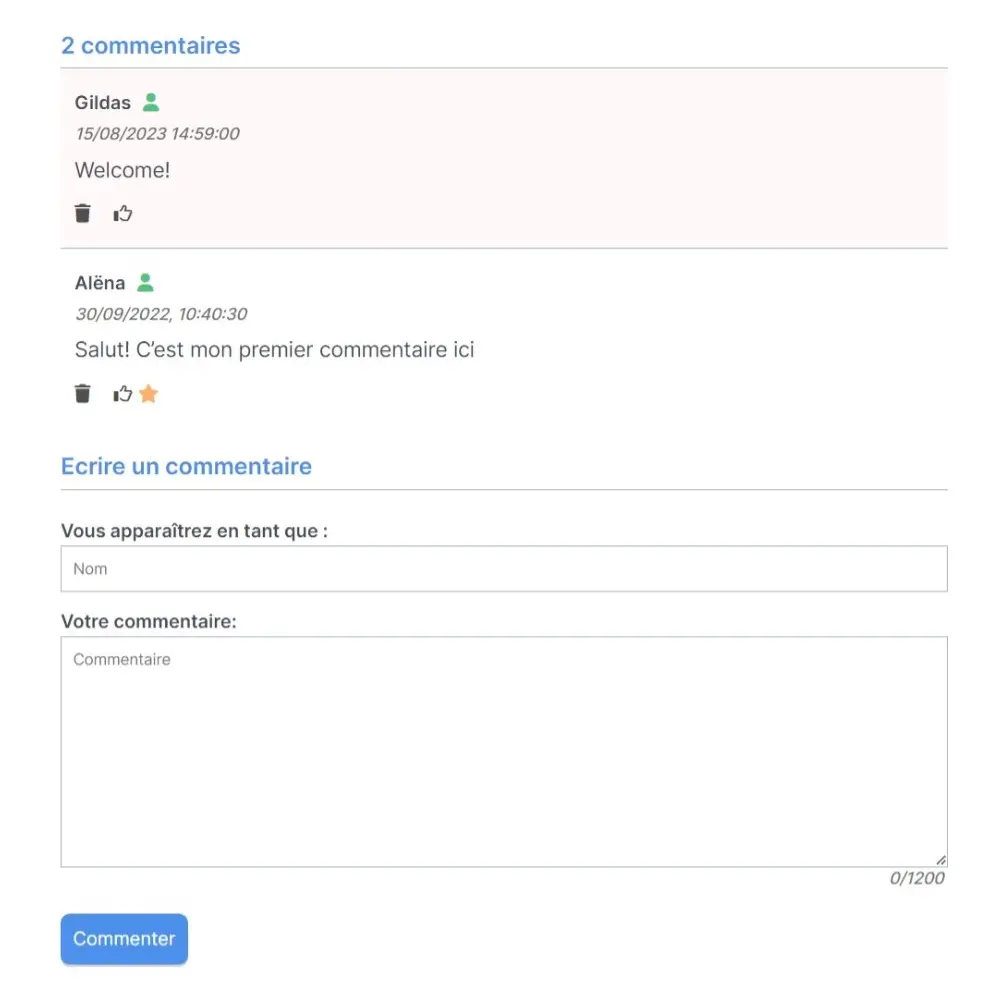 2 commentaires
Gildas
15/08/2023 14:59:00
Welcome!
Alëna
30/09/2022, 10:40:30
Salut! C’est mon premier commentaire ici
Ecrire un commentaire
Vous apparaîtrez en tant que :
Nom
Votre commentaire:
Commentaire
0/1200
Commenter